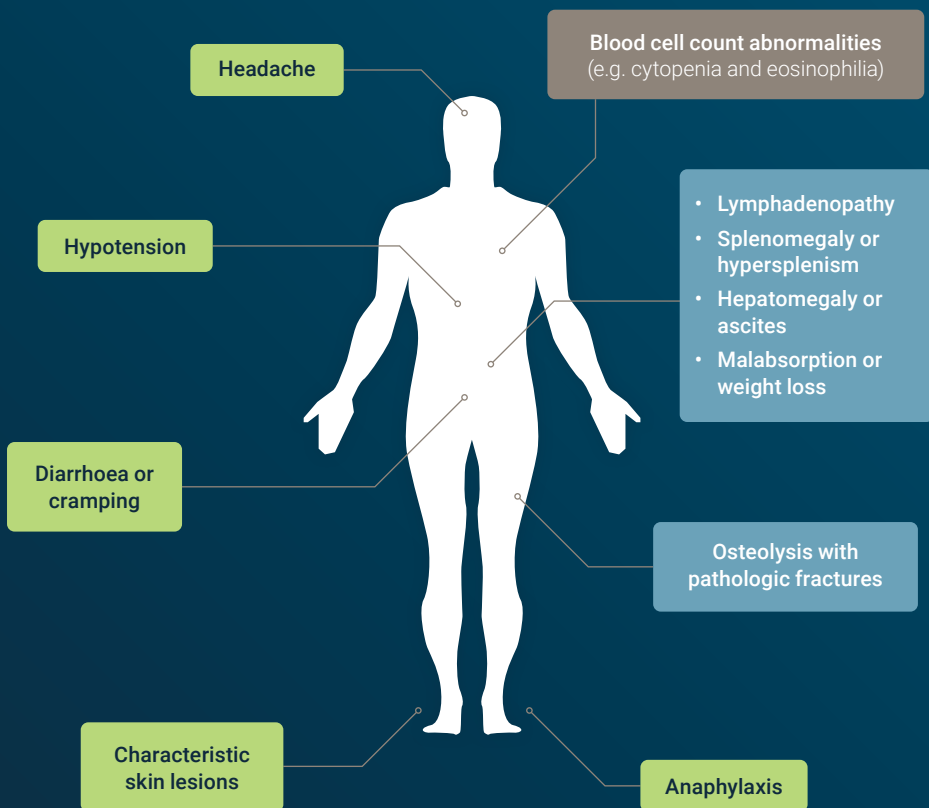 Blood cell count abnormalities
(e.g. cytopenia and eosinophilia)
Headache
• Lymphadenopathy
• Splenomegaly or
hypersplenism
• Hepatomegaly or
ascites
• Malabsorption or
weight loss
Hypotension
Diarrhoea or
cramping
Osteolysis with
pathologic fractures
Characteristic
skin lesions
Anaphylaxis